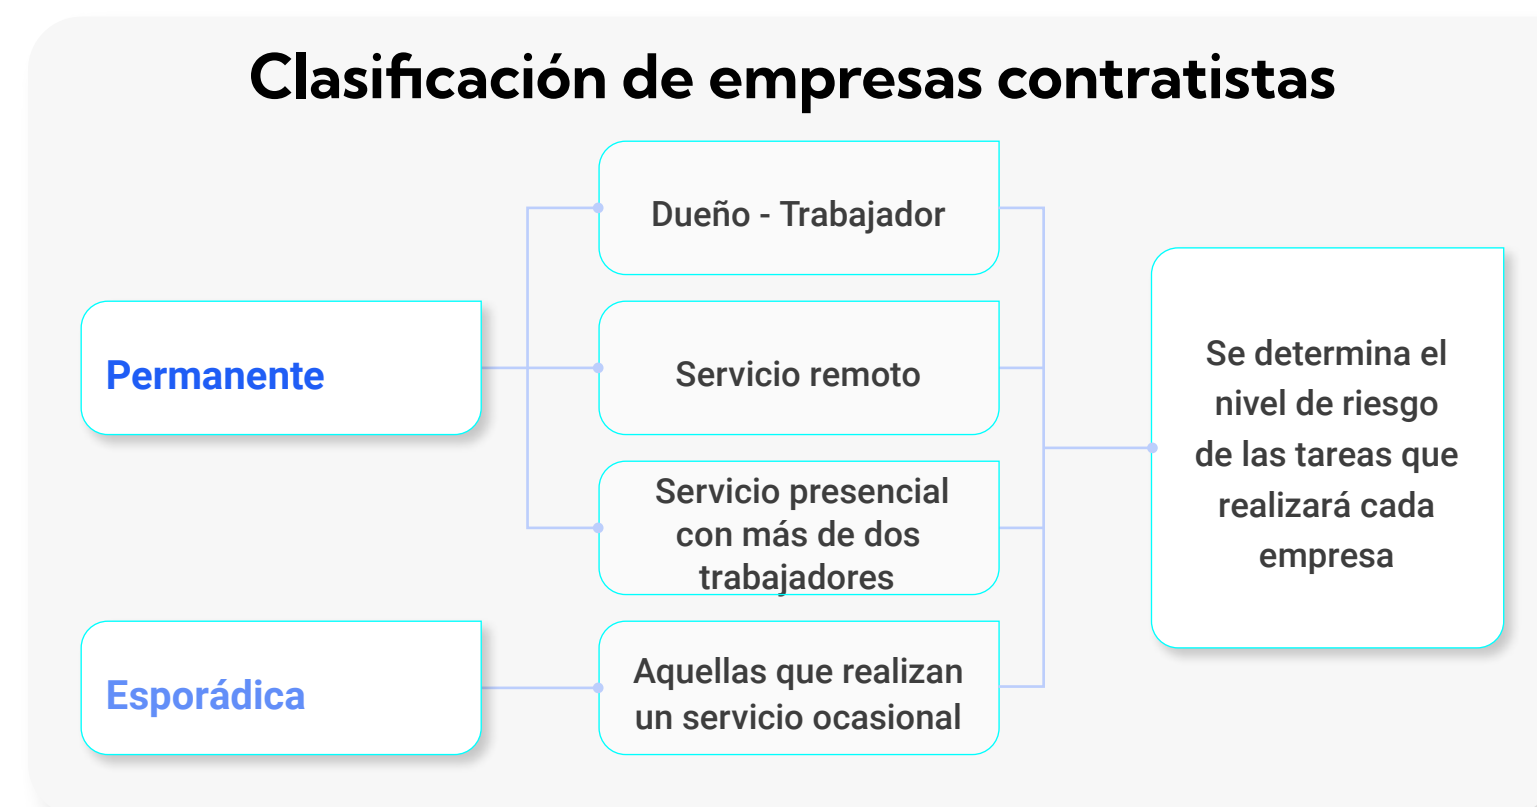 Clasificación de empresas contratistas
Permanente
Dueño - Trabajador
Servicio remoto
Servicio presencial
con más de dos
trabajadores
Esporádica
Aquellas que realizan
un servicio ocasional
Se determina el
nivel de riesgo
de las tareas que
realizará cada
empresa